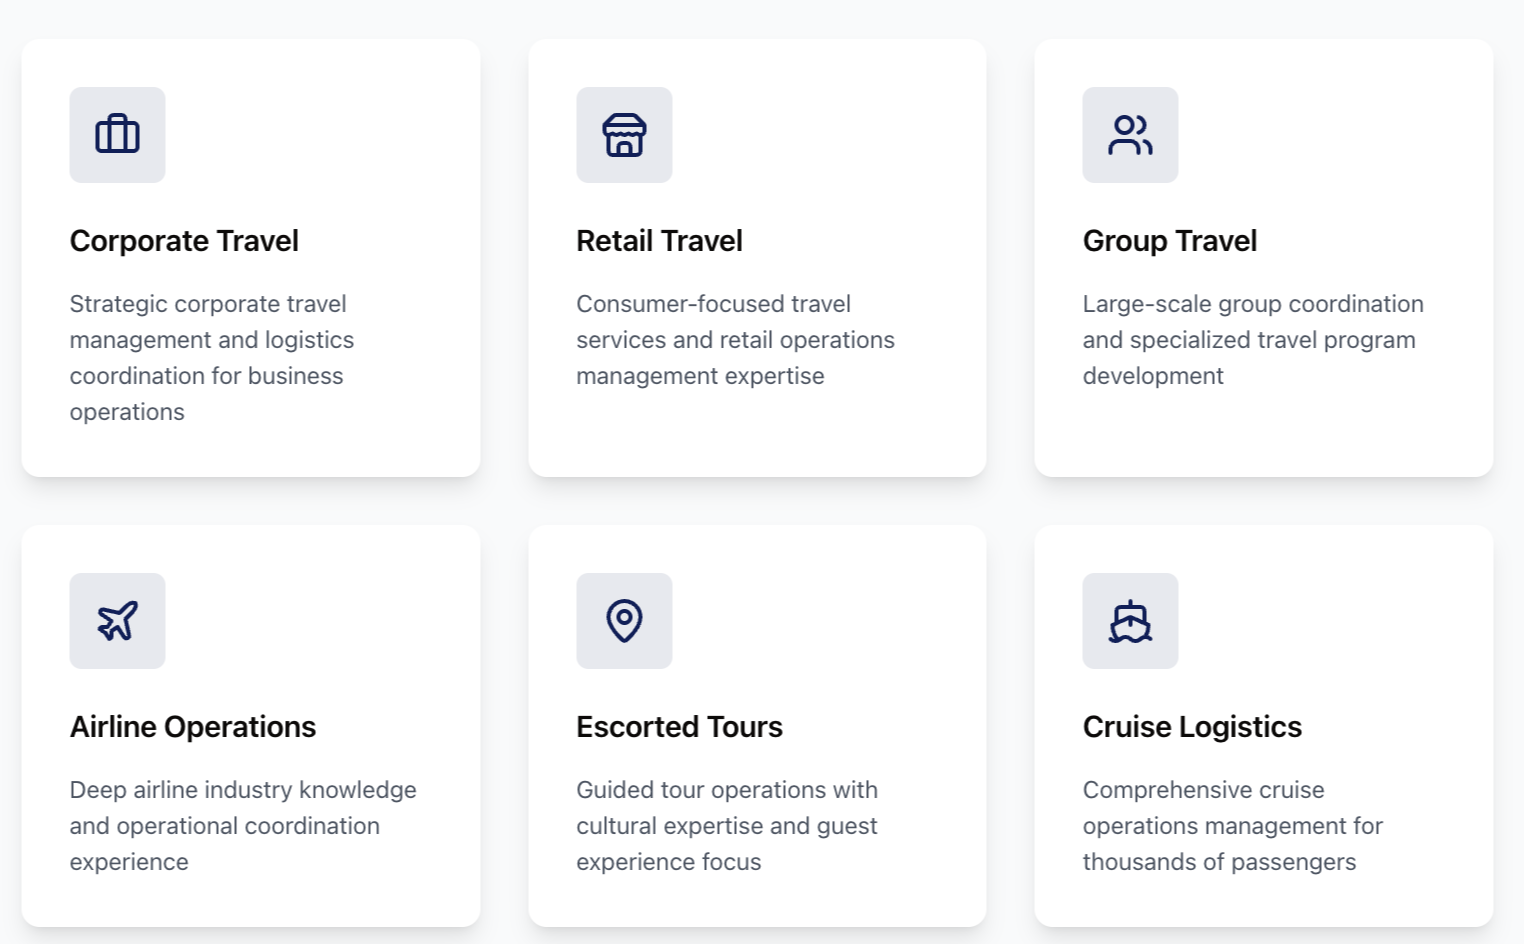 Corporate Travel
Strategic corporate travel
management and logistics
coordination for business
operations
Retail Travel
Consumer-focused travel
services and retail operations
management expertise
Group Travel
Large-scale group coordination
and specialized travel program
development
Airline Operations
Deep airline industry knowledge
and operational coordination
experience
Escorted Tours
Guided tour operations with
cultural expertise and guest
experience focus
Cruise Logistics
Comprehensive cruise
operations management for
thousands of passengers